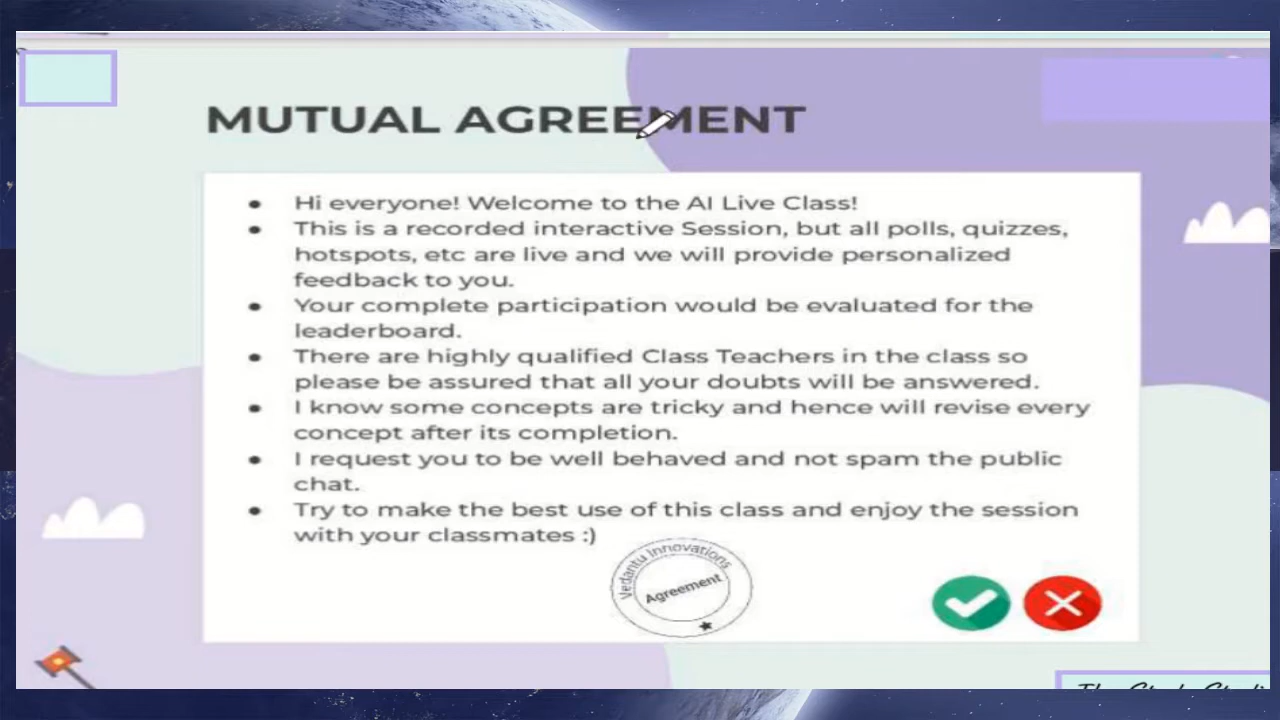 MUTUAL AGREEMENT
● Hi everyone! Welcome to the AI Live Class!
● This is a recorded interactive Session, but all polls, quizzes,
hotspots, etc are live and we will provide personalized
feedback to you.
● Your complete participation would be evaluated for the
leaderboard.
● There are highly qualified Class Teachers in the class so
please be assured that all your doubts will be answered.
● I know some concepts are tricky and hence will revise every
concept after its completion.
● I request you to be well behaved and not spam the public
chat.
● Try to make the best use of this class and enjoy the session
with your classmates :)
Vedantu Innovations
Agreement